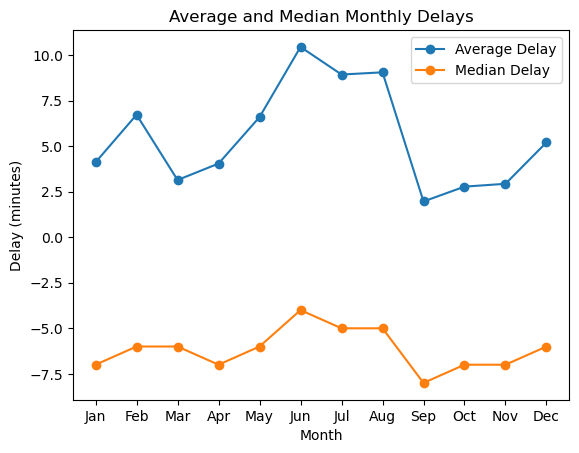 Average and Median Monthly Delays
Average Delay
Median Delay
Delay (minutes)
10.0
7.5
5.0
2.5
0.0
−2.5
−5.0
−7.5
Jan Feb Mar Apr May Jun Jul Aug Sep Oct Nov Dec
Month